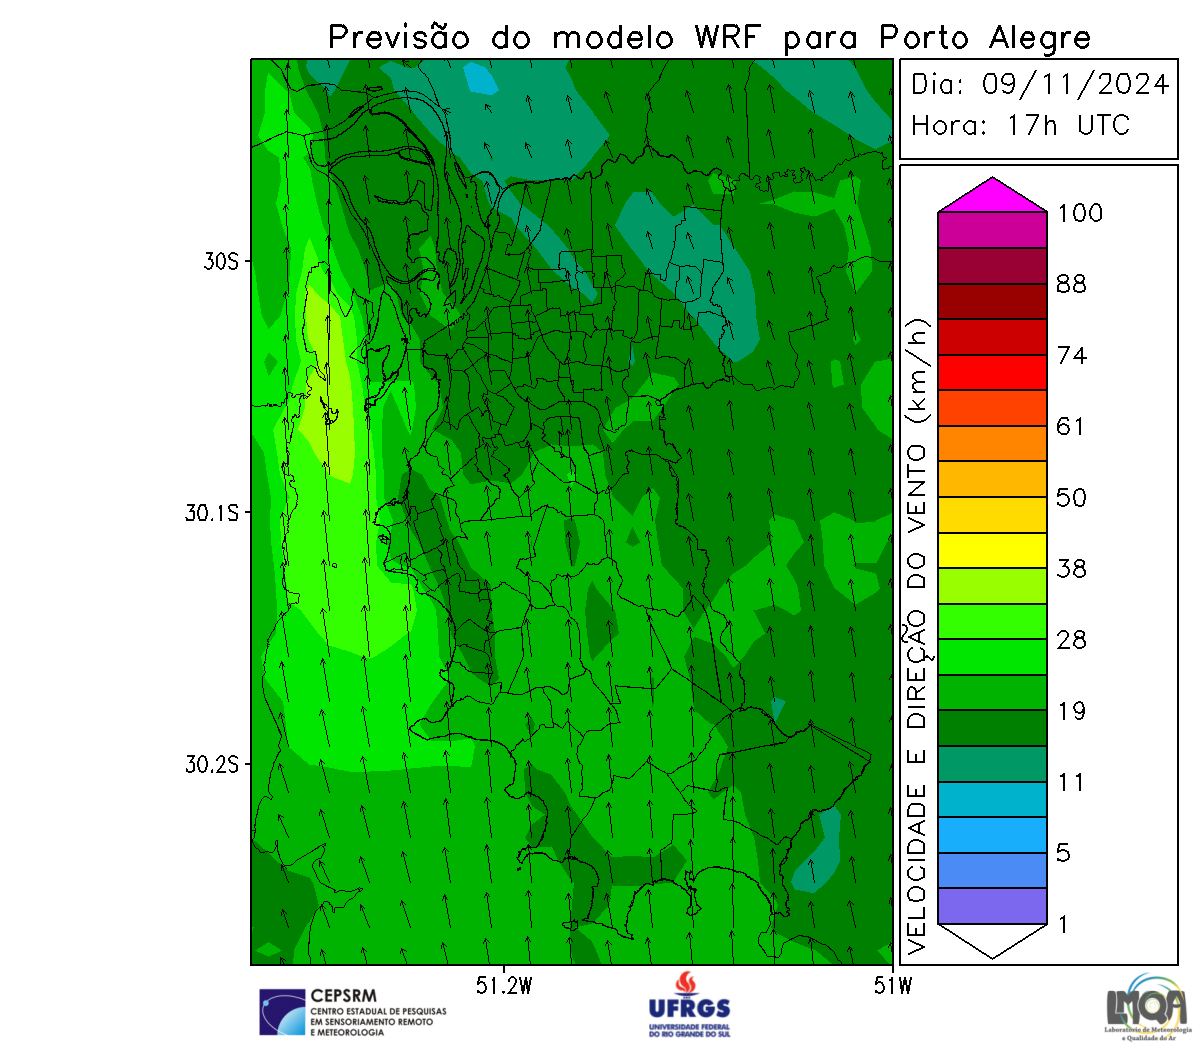 Previsão do modelo WRF para Porto Alegre
Dia: 09/11/2024
Hora: 17h UTC
30S
30.1S
30.2S
51.2W
51W
VELOCIDADE E DIREÇÃO DO VENTO (km/h)
100
88
74
61
50
38
28
19
11
5
1
CEPSRM
CENTRO ESTADUAL DE PESQUISAS
EM SENSORIAMENTO REMOTO
E METEOROLOGIA
UFRGS
UNIVERSIDADE FEDERAL
DO RIO GRANDE DO SUL
LMQA
Laboratório de Meteorologia
e Qualidade do Ar